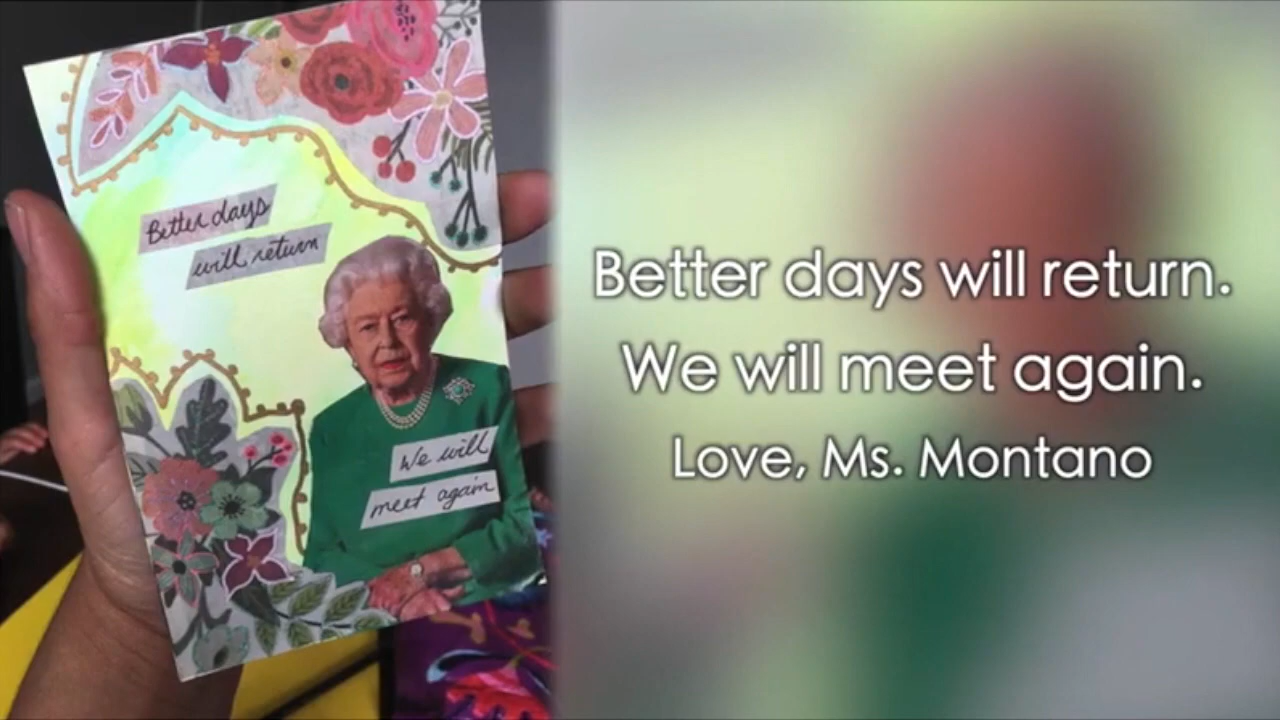 Better days
will return
We will
meet again
Better days will return.
We will meet again.
Love, Ms. Montano